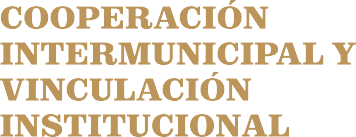 COOPERACIÓN
INTERMUNICIPAL Y
VINCULACIÓN
INSTITUCIONAL